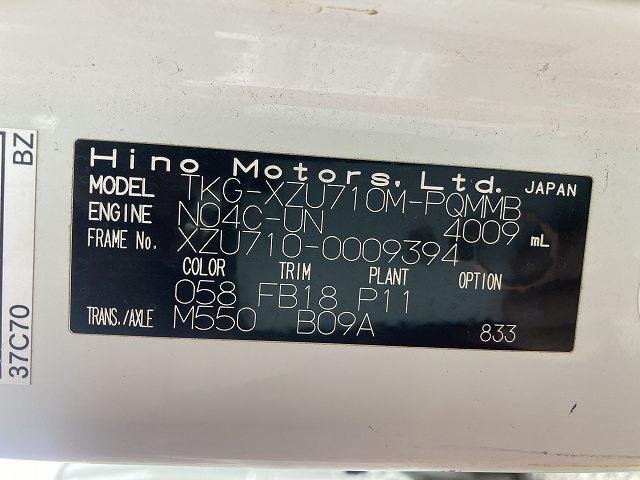 Hino Motors, Ltd. JAPAN
MODEL TKG-XZU710M-PQMMB
ENGINE N04C-UN 4009 mL
FRAME No. XZU710-0009394
COLOR TRIM PLANT OPTION
058 FB18 P11
TRANS./AXLE M550 B09A 833
37C70 BZ